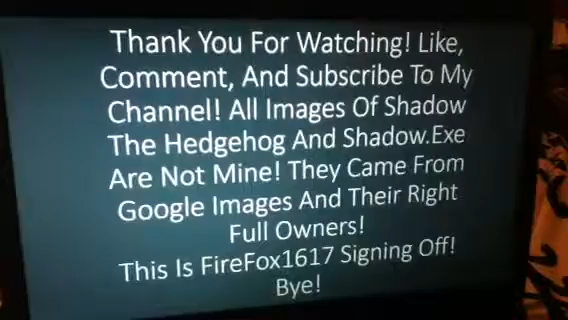 Thank You For Watching! Like,
Comment, And Subscribe To My
Channel! All Images Of Shadow
The Hedgehog And Shadow.Exe
Are Not Mine! They Came From
Google Images And Their Right
Full Owners!
This Is FireFox1617 Signing Off!
Bye!